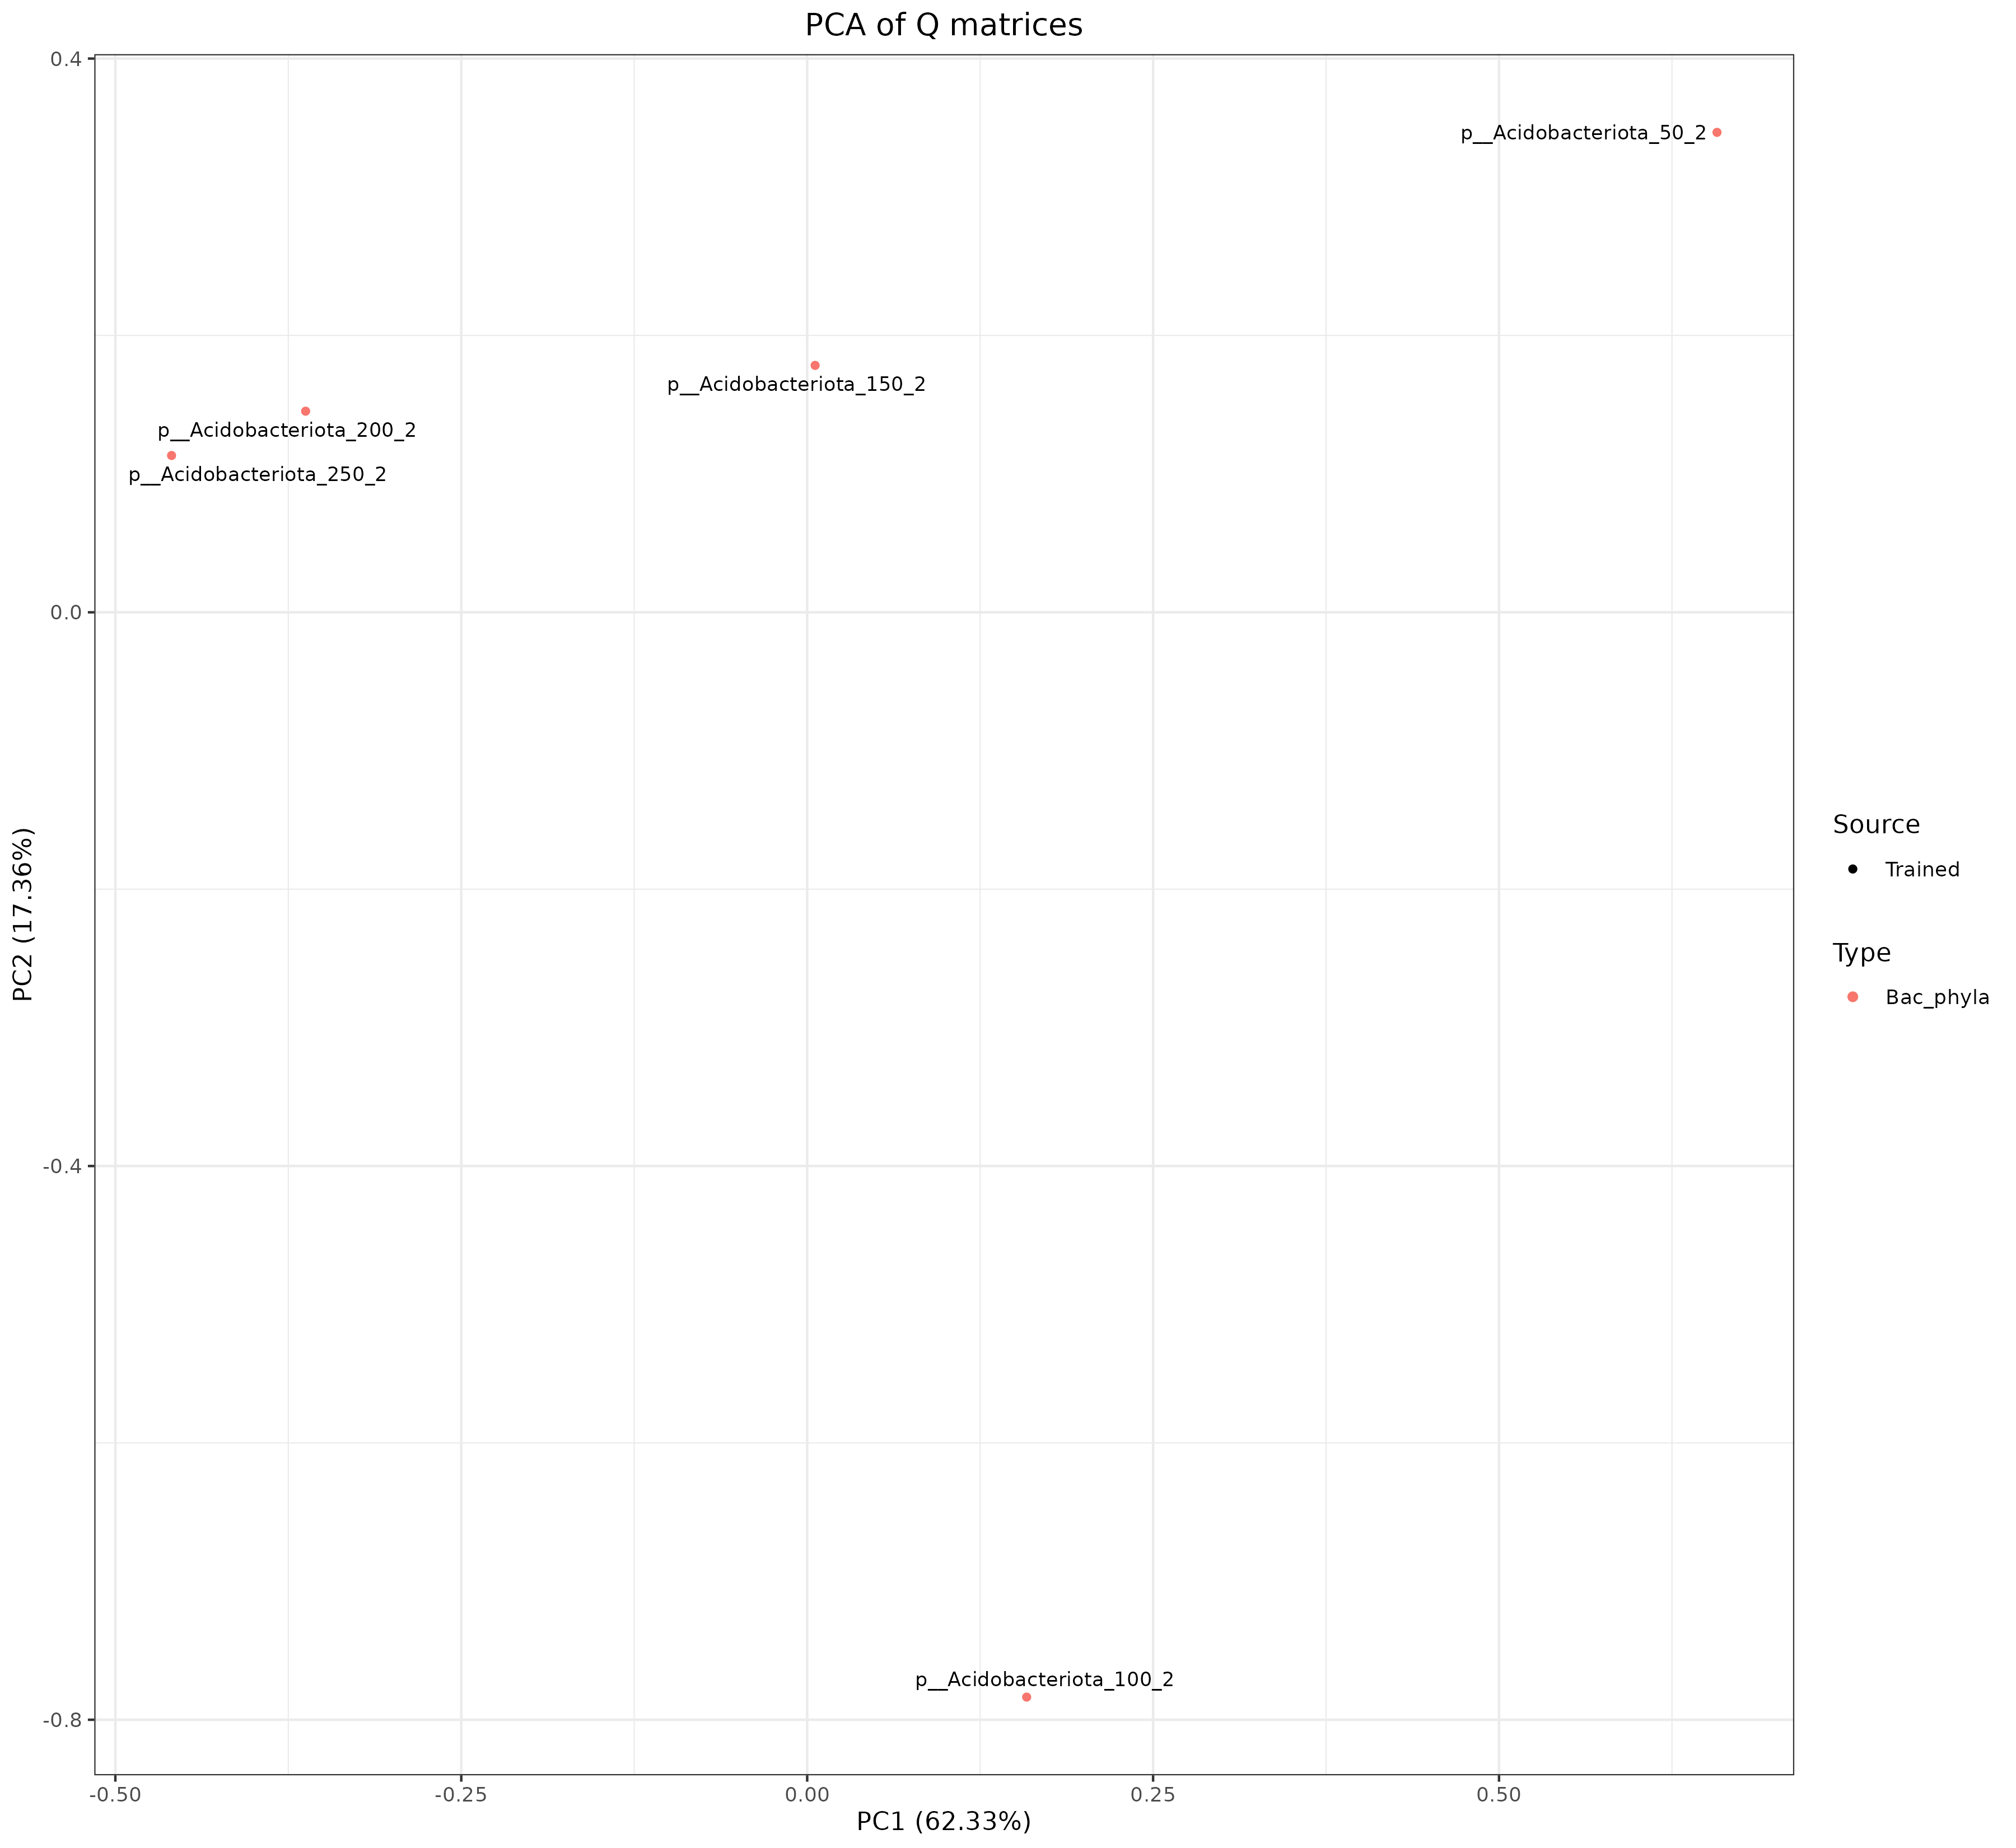 PCA of Q matrices
0.4
0.0
-0.4
-0.8
PC2 (17.36%)
p__Acidobacteriota_50_2
p__Acidobacteriota_150_2
p__Acidobacteriota_200_2
p__Acidobacteriota_250_2
p__Acidobacteriota_100_2
-0.50
-0.25
0.00
0.25
0.50
PC1 (62.33%)
Source
Trained
Type
Bac_phyla